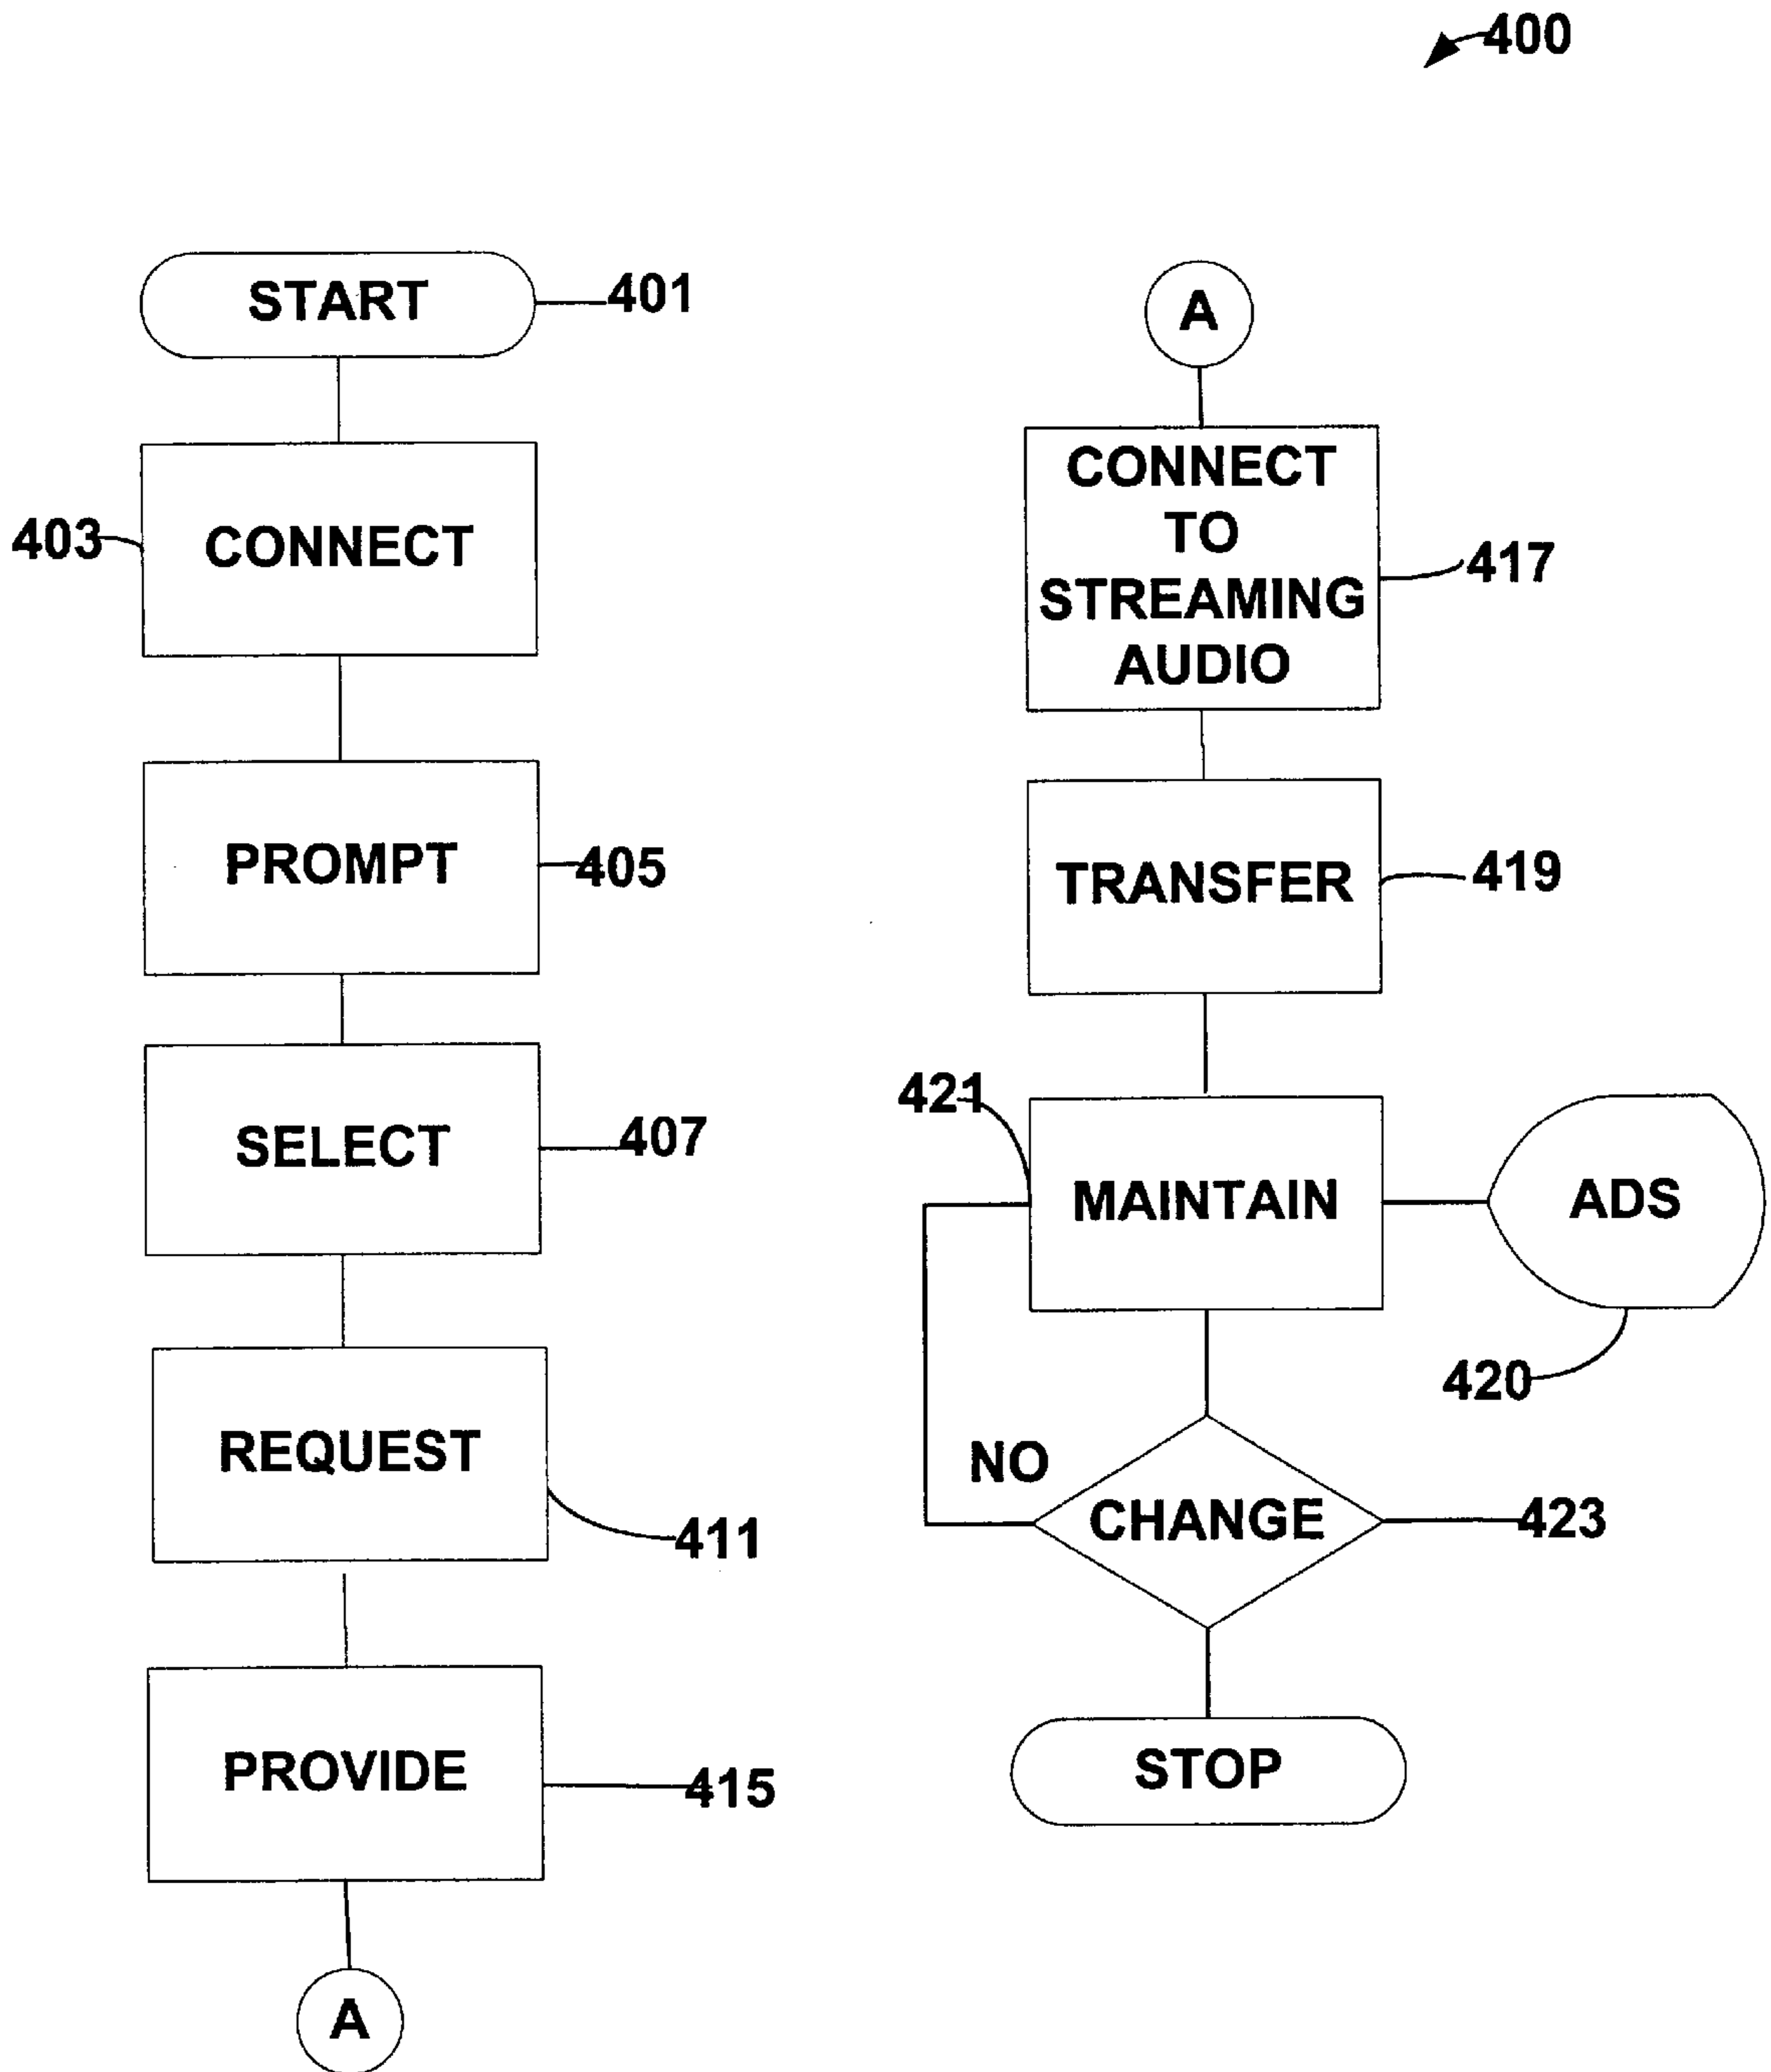 400
START
401
CONNECT
403
PROMPT
405
SELECT
407
REQUEST
411
PROVIDE
415
A
A
CONNECT
TO
STREAMING
AUDIO
417
TRANSFER
419
421
MAINTAIN
ADS
420
NO
CHANGE
423
STOP